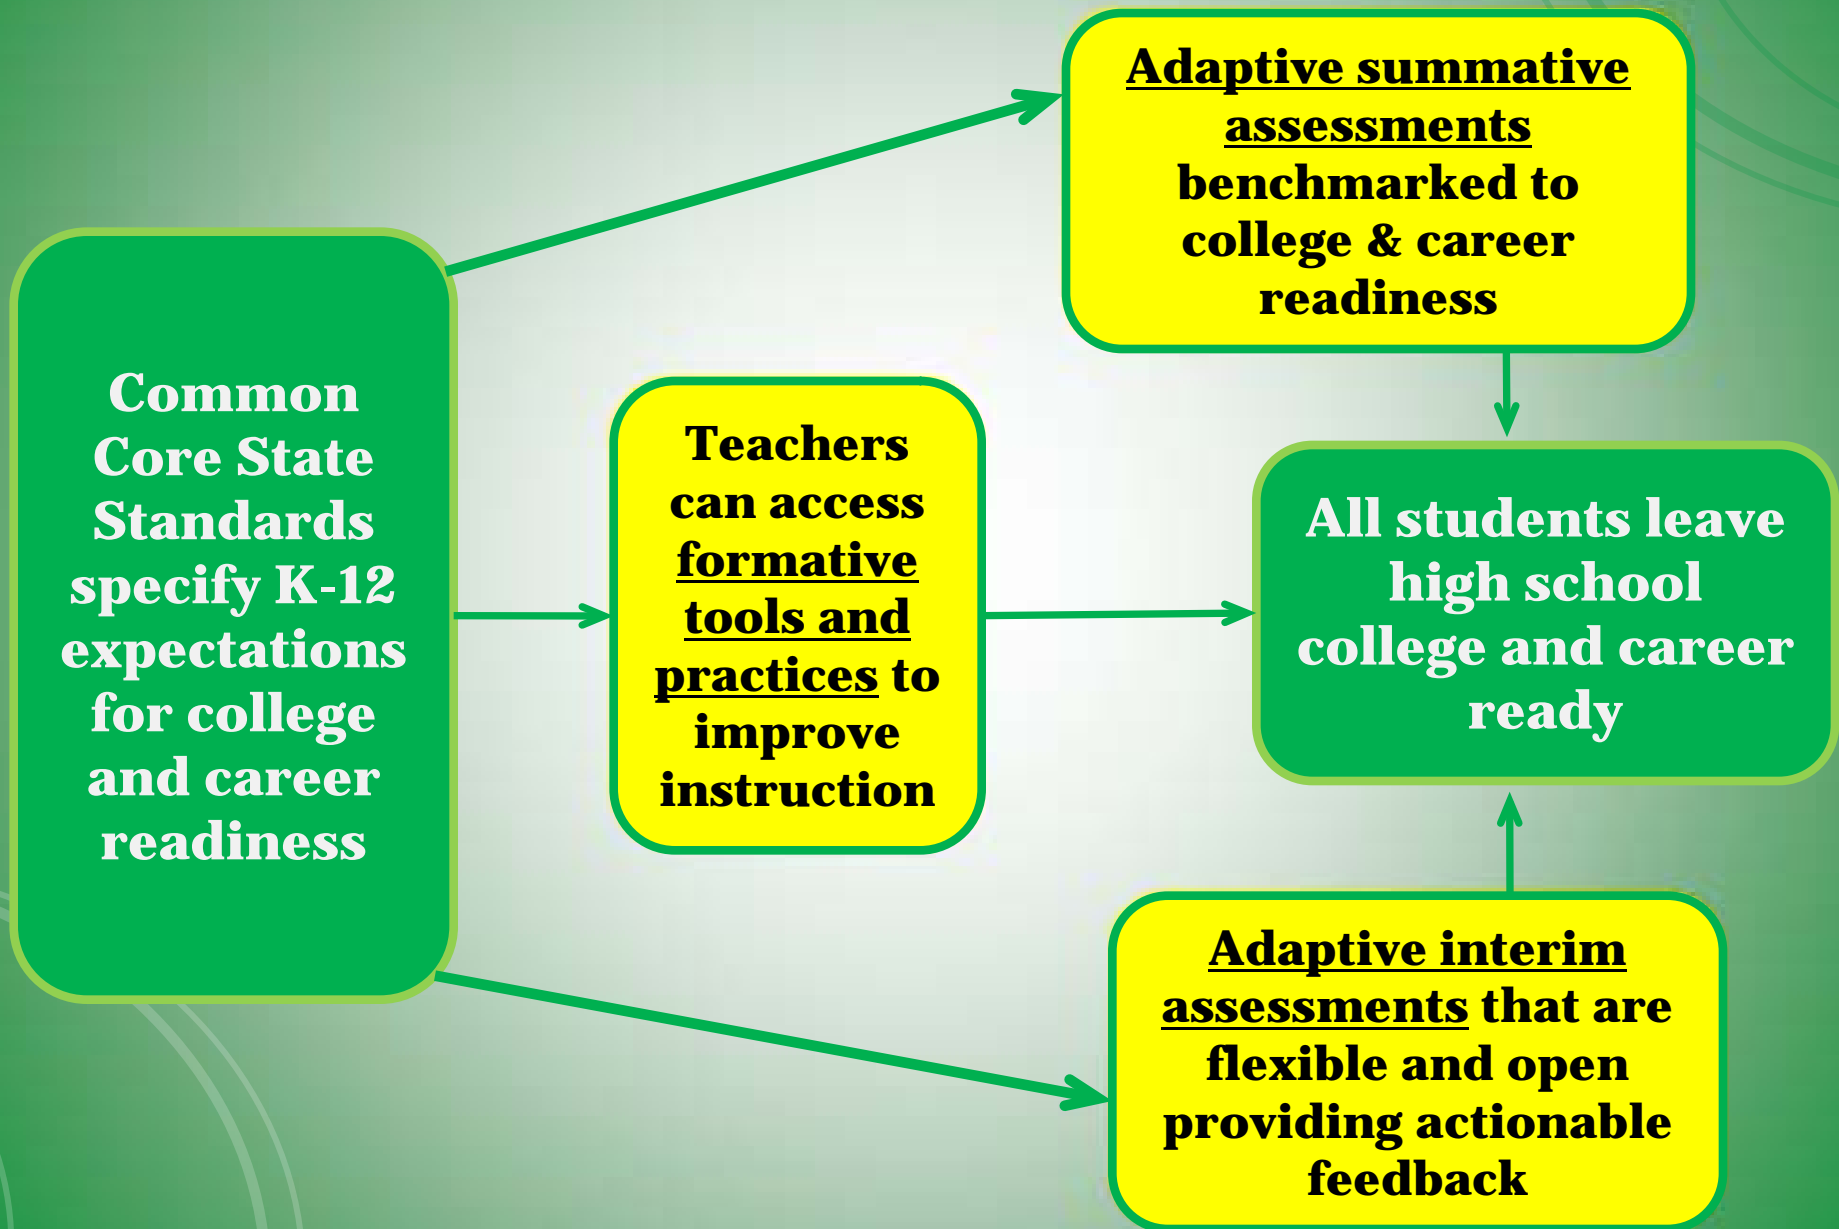 Common
Core State
Standards
specify K-12
expectations
for college
and career
readiness
Adaptive summative
assessments
benchmarked to
college & career
readiness
Teachers
can access
formative
tools and
practices to
improve
instruction
All students leave
high school
college and career
ready
Adaptive interim
assessments that are
flexible and open
providing actionable
feedback